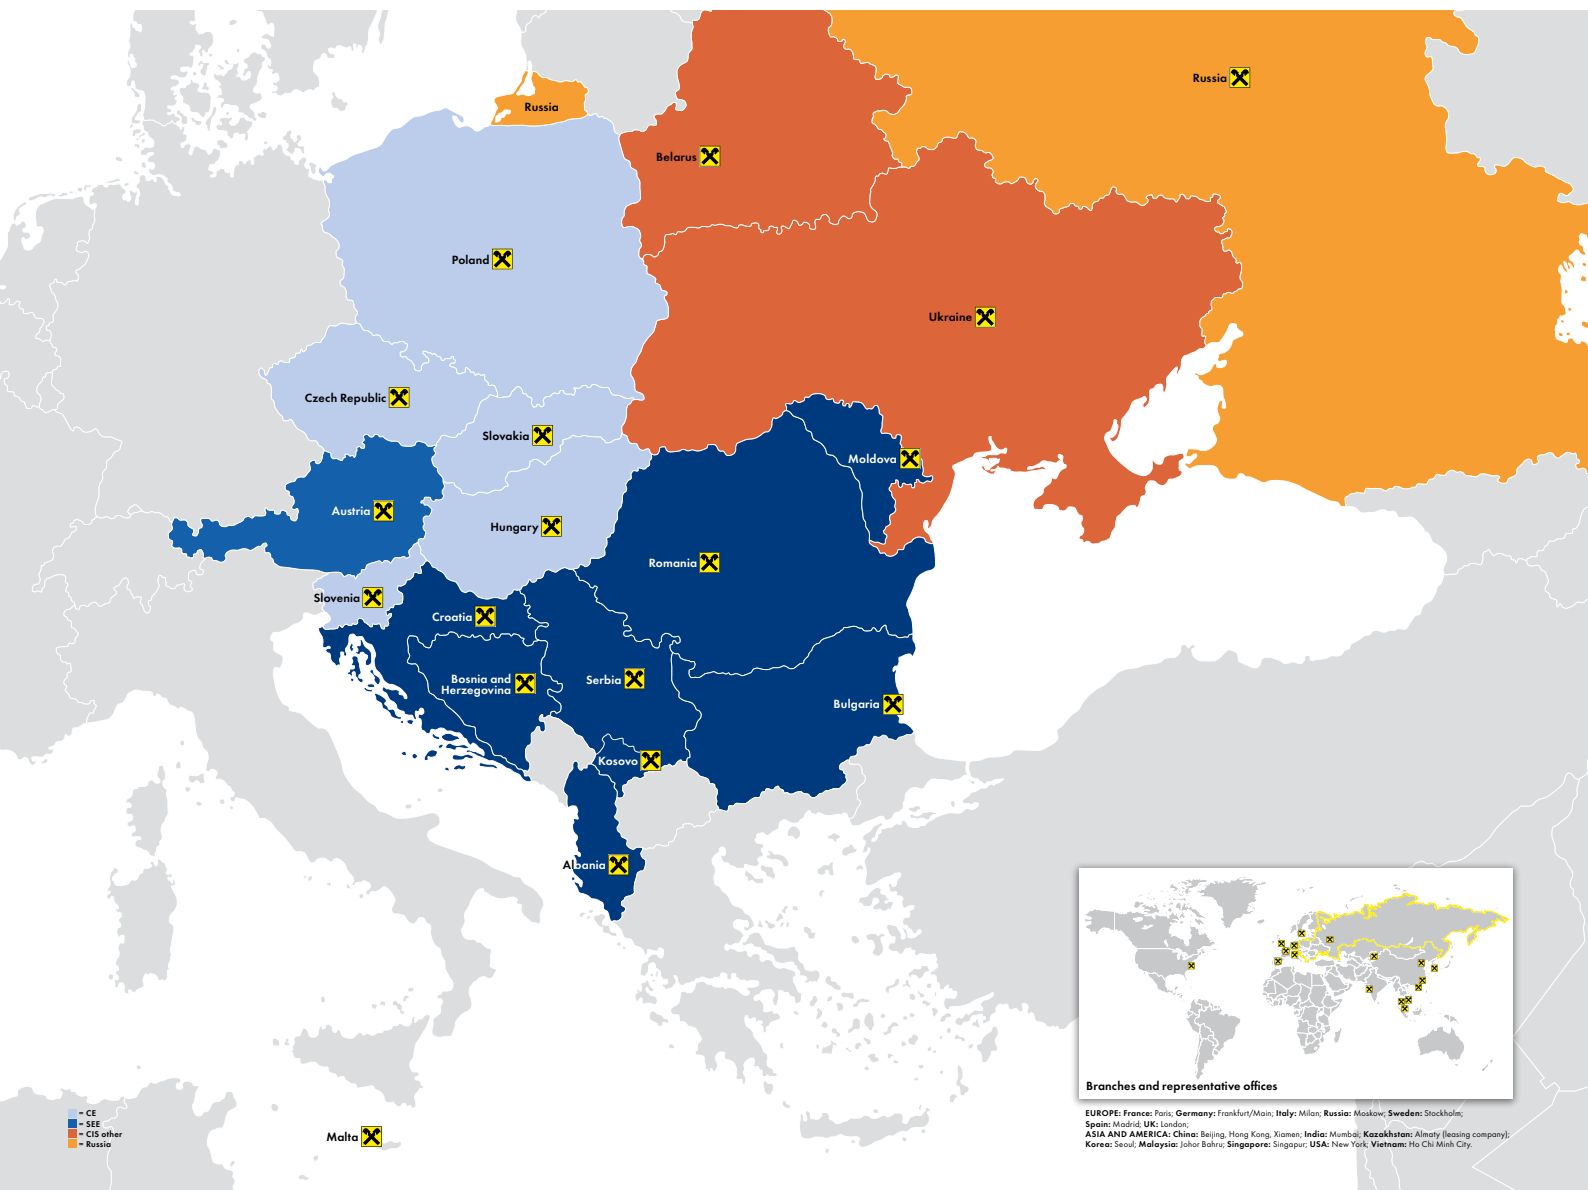 Russia
Russia
Belarus
Poland
Ukraine
Czech Republic
Slovakia
Moldova
Austria
Hungary
Romania
Slovenia
Croatia
Bosnia and
Herzegovina
Serbia
Bulgaria
Kosovo
Albania
Malta
= CE
= SEE
= CIS other
= Russia
Branches and representative offices
EUROPE: France: Paris; Germany: Frankfurt/Main; Italy: Milan; Russia: Moskow; Sweden: Stockholm;
Spain: Madrid; UK: London;
ASIA AND AMERICA: China: Beijing, Hong Kong, Xiamen; India: Mumbai; Kazakhstan: Almaty (leasing company);
Korea: Seoul; Malaysia: Johor Bahru; Singapore: Singapur; USA: New York; Vietnam: Ho Chi Minh City.